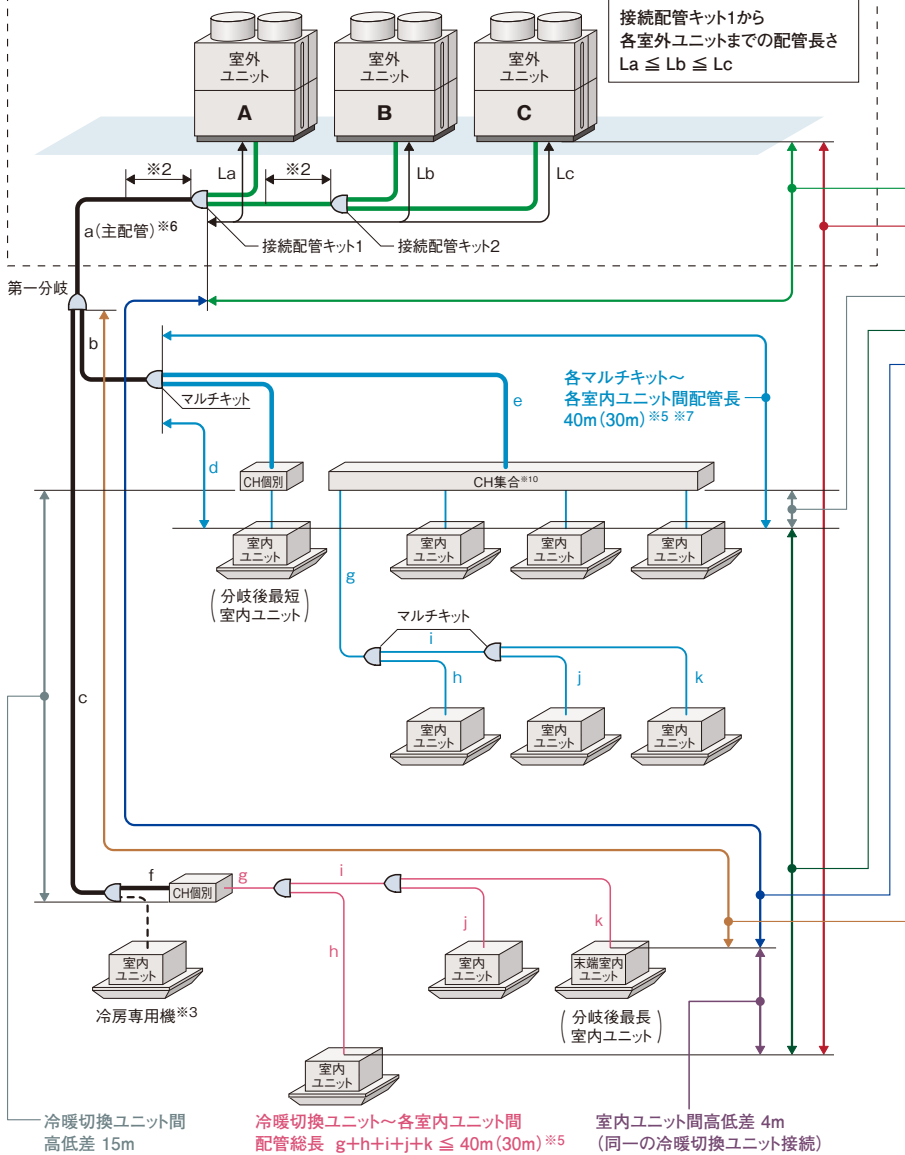 接続配管キット1から
各室外ユニットまでの配管長さ
La ≦ Lb ≦ Lc
室外
ユニット
A
室外
ユニット
B
室外
ユニット
C
※2
La
※2
Lb
Lc
a(主配管)※6
接続配管キット1
接続配管キット2
第一分岐
b
マルチキット
e
各マルチキット～
各室内ユニット間配管長
40m(30m)※5 ※7
d
CH個別
CH集合※10
室内
ユニット
室内
ユニット
室内
ユニット
室内
ユニット
(分岐後最短
室内ユニット)
g
マルチキット
i
h
j
k
c
室内
ユニット
室内
ユニット
室内
ユニット
f
CH個別
g
i
h
j
k
室内
ユニット
冷房専用機※3
室内
ユニット
末端室内
ユニット
(分岐後最長
室内ユニット)
室内
ユニット
冷暖切換ユニット間
高低差 15m
冷暖切換ユニット～各室内ユニット間
配管総長 g+h+i+j+k ≦ 40m(30m)※5
室内ユニット間高低差 4m
(同一の冷暖切換ユニット接続)